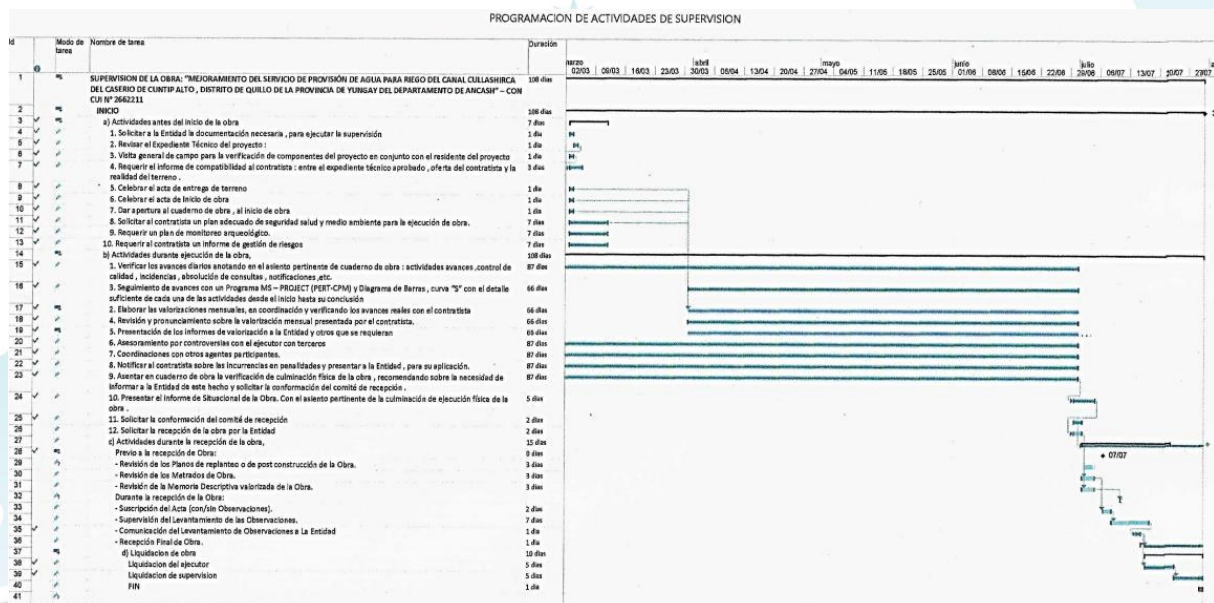 PROGRAMACION DE ACTIVIDADES DE SUPERVISION
Id Modo de tarea Nombre de tarea Duración
marzo abril mayo junio julio
02/03 09/03 16/03 23/03 30/03 06/04 13/04 20/04 27/04 04/05 11/05 18/05 25/05 01/06 08/06 15/06 22/06 29/06 06/07 13/07 20/07 27/07
1 SUPERVISION DE LA OBRA: "MEJORAMIENTO DEL SERVICIO DE PROVISIÓN DE AGUA PARA RIEGO DEL CANAL CULLASHIRCA 108 días
DEL CASERIO DE CUNTIP ALTO , DISTRITO DE QUILLO DE LA PROVINCIA DE YUNGAY DEL DEPARTAMENTO DE ANCASH" – CON
CUI N° 2662211
2 INICIO 108 días
3 a) Actividades antes del inicio de la obra 7 días
4 1. Solicitar a la Entidad la documentación necesaria , para ejecutar la supervisión 1 día
5 2. Revisar el Expediente Técnico del proyecto : 1 día
6 3. Visita general de campo para la verificación de componentes del proyecto en conjunto con el residente del proyecto 1 día
7 4. Requerir el informe de compatibilidad al contratista : entre el expediente técnico aprobado , oferta del contratista y la 3 días
realidad del terreno .
8 5. Celebrar el acta de entrega de terreno 1 día
9 6. Celebrar el acta de Inicio de obra 1 día
10 7. Dar apertura al cuaderno de obra , al inicio de obra 1 día
11 8. Solicitar al contratista un plan adecuado de seguridad salud y medio ambiente para la ejecución de obra. 7 días
12 9. Requerir un plan de monitoreo arqueológico. 7 días
13 10. Requerir al contratista un informe de gestión de riesgos 7 días
14 b) Actividades durante ejecución de la obra, 108 días
15 1. Verificar los avances diarios anotando en el asiento pertinente de cuaderno de obra : actividades avances ,control de 87 días
calidad , incidencias , absolución de consultas , notificaciones ,etc.
16 3. Seguimiento de avances con un Programa MS – PROJECT (PERT-CPM) y Diagrama de Barras , curva "S" con el detalle 66 días
suficiente de cada una de las actividades desde el inicio hasta su conclusión
17 2. Elaborar las valorizaciones mensuales, en coordinación y verificando los avances reales con el contratista 66 días
18 4. Revisión y pronunciamiento sobre la valorización mensual presentada por el contratista. 66 días
19 5. Presentación de los informes de valorización a la Entidad y otros que se requieran 65 días
20 6. Asesoramiento por controversias con el ejecutor con terceros 87 días
21 7. Coordinaciones con otros agentes participantes. 87 días
22 8. Notificar al contratista sobre las incurrencias en penalidades y presentar a la Entidad , para su aplicación. 87 días
23 9. Asentar en cuaderno de obra la verificación de culminación física de la obra , recomendando sobre la necesidad de 87 días
informar a la Entidad de este hecho y solicitar la conformación del comité de recepción .
24 10. Presentar el informe de Situacional de la Obra. Con el asiento pertinente de la culminación de ejecución física de la 5 días
obra .
25 11. Solicitar la conformación del comité de recepción 2 días
26 12. Solicitar la recepción de la obra por la Entidad 2 días
27 c) Actividades durante la recepción de la obra, 15 días
28 Previo a la recepción de Obra: 0 días 07/07
29 - Revisión de los Planos de replanteo o de post construcción de la Obra. 3 días
30 - Revisión de los Metrados de Obra. 3 días
31 - Revisión de la Memoria Descriptiva valorizada de la Obra. 3 días
32 Durante la recepción de la Obra:
33 - Suscripción del Acta (con/sin Observaciones). 2 días
34 - Supervisión del Levantamiento de las Observaciones. 7 días
35 - Comunicación del Levantamiento de Observaciones a La Entidad 1 día
36 - Recepción Final de Obra. 1 día
37 d) Liquidacion de obra 10 días
38 Liquidacion del ejecutor 5 días
39 Liquidacion de supervision 5 días
40 FIN 1 día
41